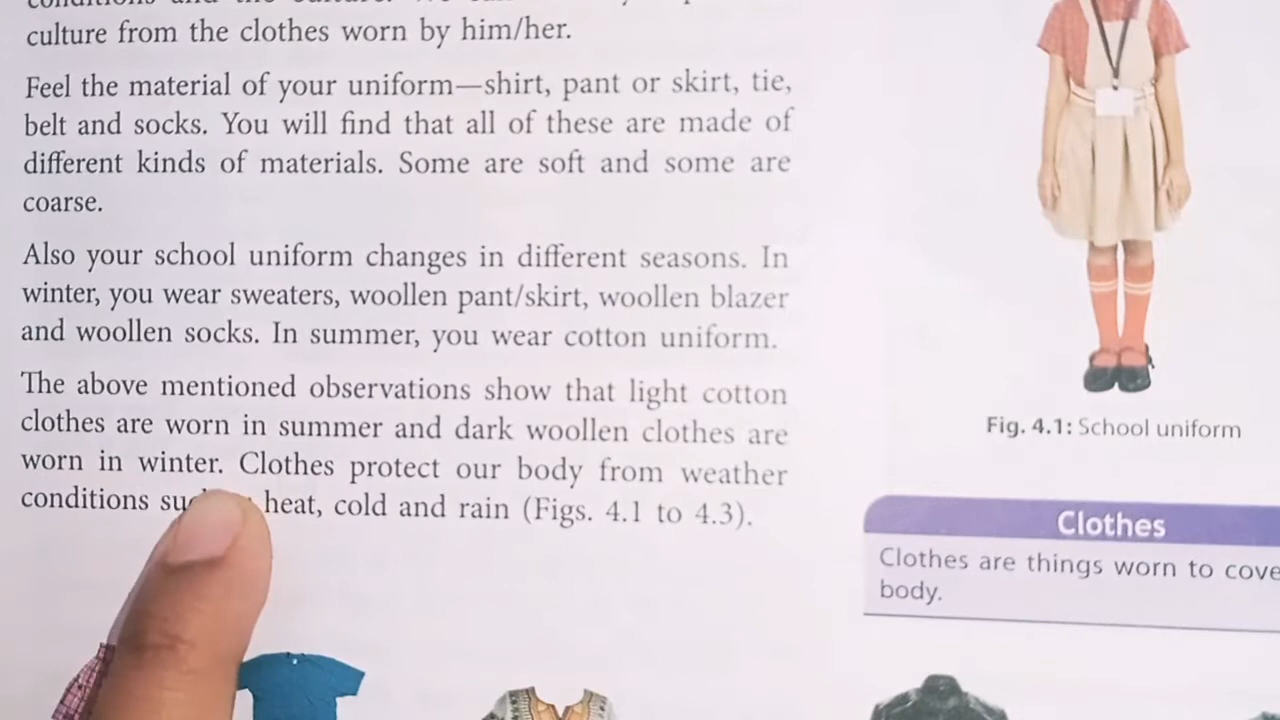 culture from the clothes worn by him/her.
Feel the material of your uniform—shirt, pant or skirt, tie,
belt and socks. You will find that all of these are made of
different kinds of materials. Some are soft and some are
coarse.
Also your school uniform changes in different seasons. In
winter, you wear sweaters, woollen pant/skirt, woollen blazer
and woollen socks. In summer, you wear cotton uniform.
The above mentioned observations show that light cotton
clothes are worn in summer and dark woollen clothes are
worn in winter. Clothes protect our body from weather
conditions heat, cold and rain (Figs. 4.1 to 4.3).
Fig. 4.1: School uniform
Clothes
Clothes are things worn to
body.